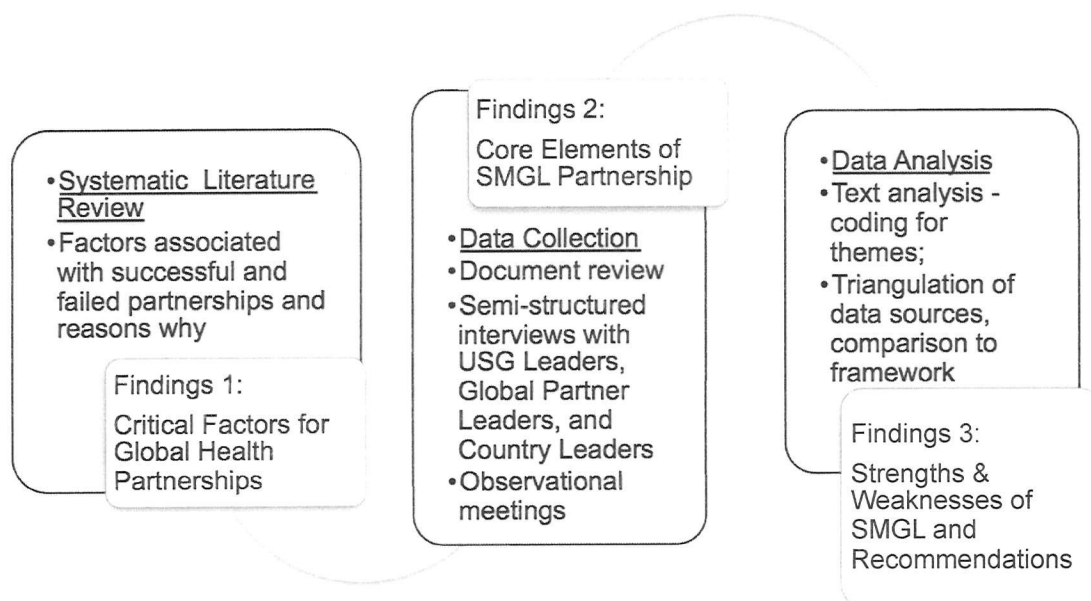 •Systematic Literature
Review
•Factors associated
with successful and
failed partnerships and
reasons why
Findings 1:
Critical Factors for
Global Health
Partnerships
Findings 2:
Core Elements of
SMGL Partnership
•Data Collection
•Document review
•Semi-structured
interviews with
USG Leaders,
Global Partner
Leaders, and
Country Leaders
•Observational
meetings
•Data Analysis
•Text analysis -
coding for
themes;
•Triangulation of
data sources,
comparison to
framework
Findings 3:
Strengths &
Weaknesses of
SMGL and
Recommendations